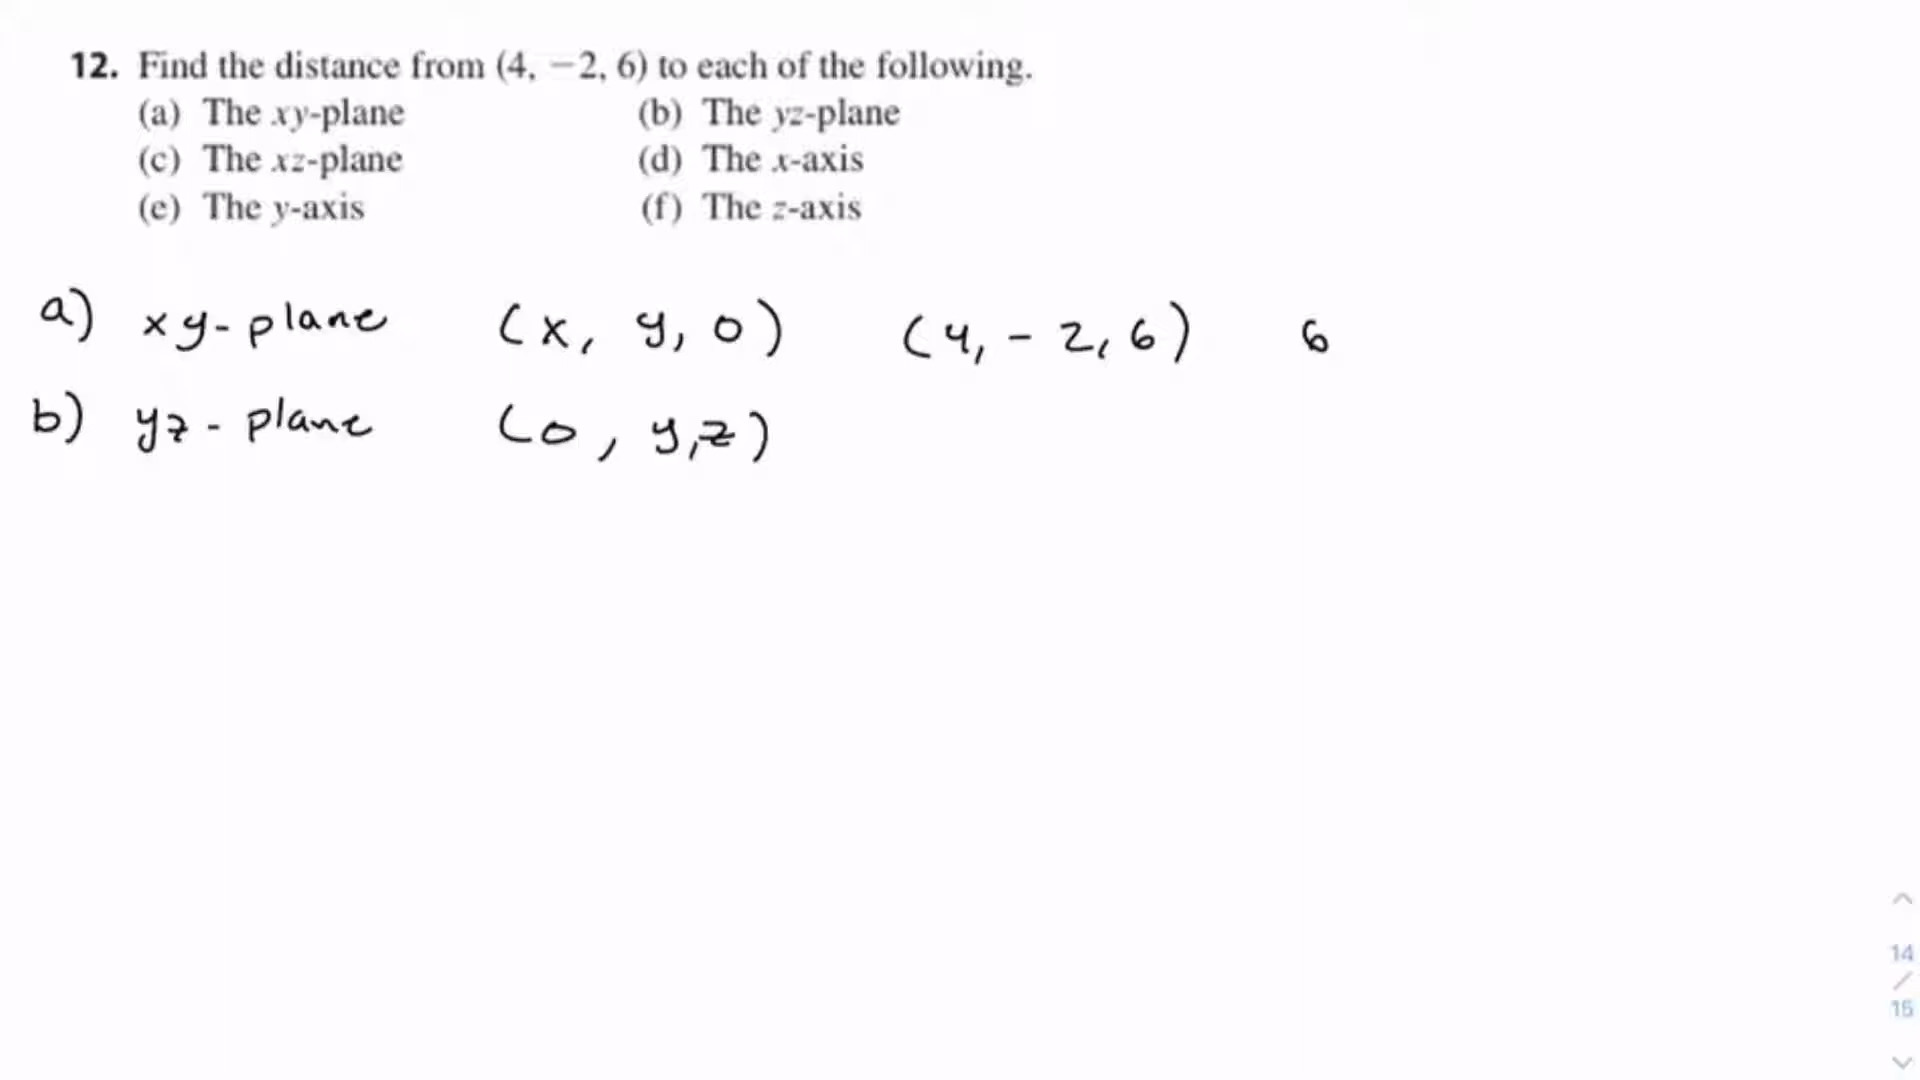 12. Find the distance from (4, −2, 6) to each of the following.
(a) The xy-plane (b) The yz-plane
(c) The xz-plane (d) The x-axis
(e) The y-axis (f) The z-axis
a) xy-plane (x, y, 0) (4, -2, 6) 6
b) yz-plane (0, y, z)
14
/
15